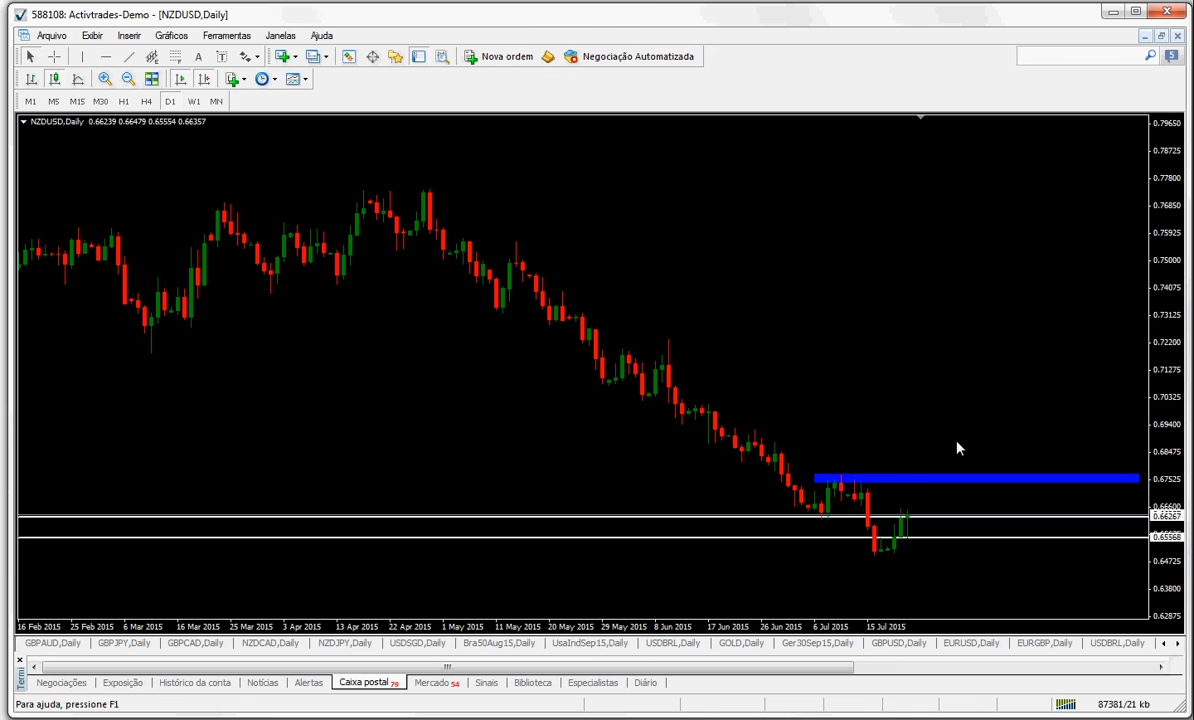 588108: Activtrades-Demo - [NZDUSD,Daily]
Arquivo Exibir Inserir Gráficos Ferramentas Janelas Ajuda
A T Nova ordem Negociação Automatizada 5
M1 M5 M15 M30 H1 H4 D1 W1 MN
NZDUSD,Daily 0.66239 0.66479 0.65554 0.66357
0.79650
0.78725
0.77800
0.76850
0.75925
0.75000
0.74075
0.73125
0.72200
0.71275
0.70325
0.69400
0.68475
0.67525
0.66600
0.66267
0.65568
0.64725
0.63800
0.62875
16 Feb 2015 25 Feb 2015 6 Mar 2015 16 Mar 2015 25 Mar 2015 3 Apr 2015 13 Apr 2015 22 Apr 2015 1 May 2015 11 May 2015 20 May 2015 29 May 2015 8 Jun 2015 17 Jun 2015 26 Jun 2015 6 Jul 2015 15 Jul 2015
GBPAUD,Daily GBPJPY,Daily GBPCAD,Daily NZDCAD,Daily NZDJPY,Daily USDSGD,Daily Bra50Aug15,Daily UsaIndSep15,Daily USDBRL,Daily GOLD,Daily Ger30Sep15,Daily GBPUSD,Daily EURUSD,Daily EURGBP,Daily USDBRL,Daily
Termi
Negociações Exposição Histórico da conta Notícias Alertas Caixa postal 79 Mercado 54 Sinais Biblioteca Especialistas Diário
Para ajuda, pressione F1 87381/21 kb